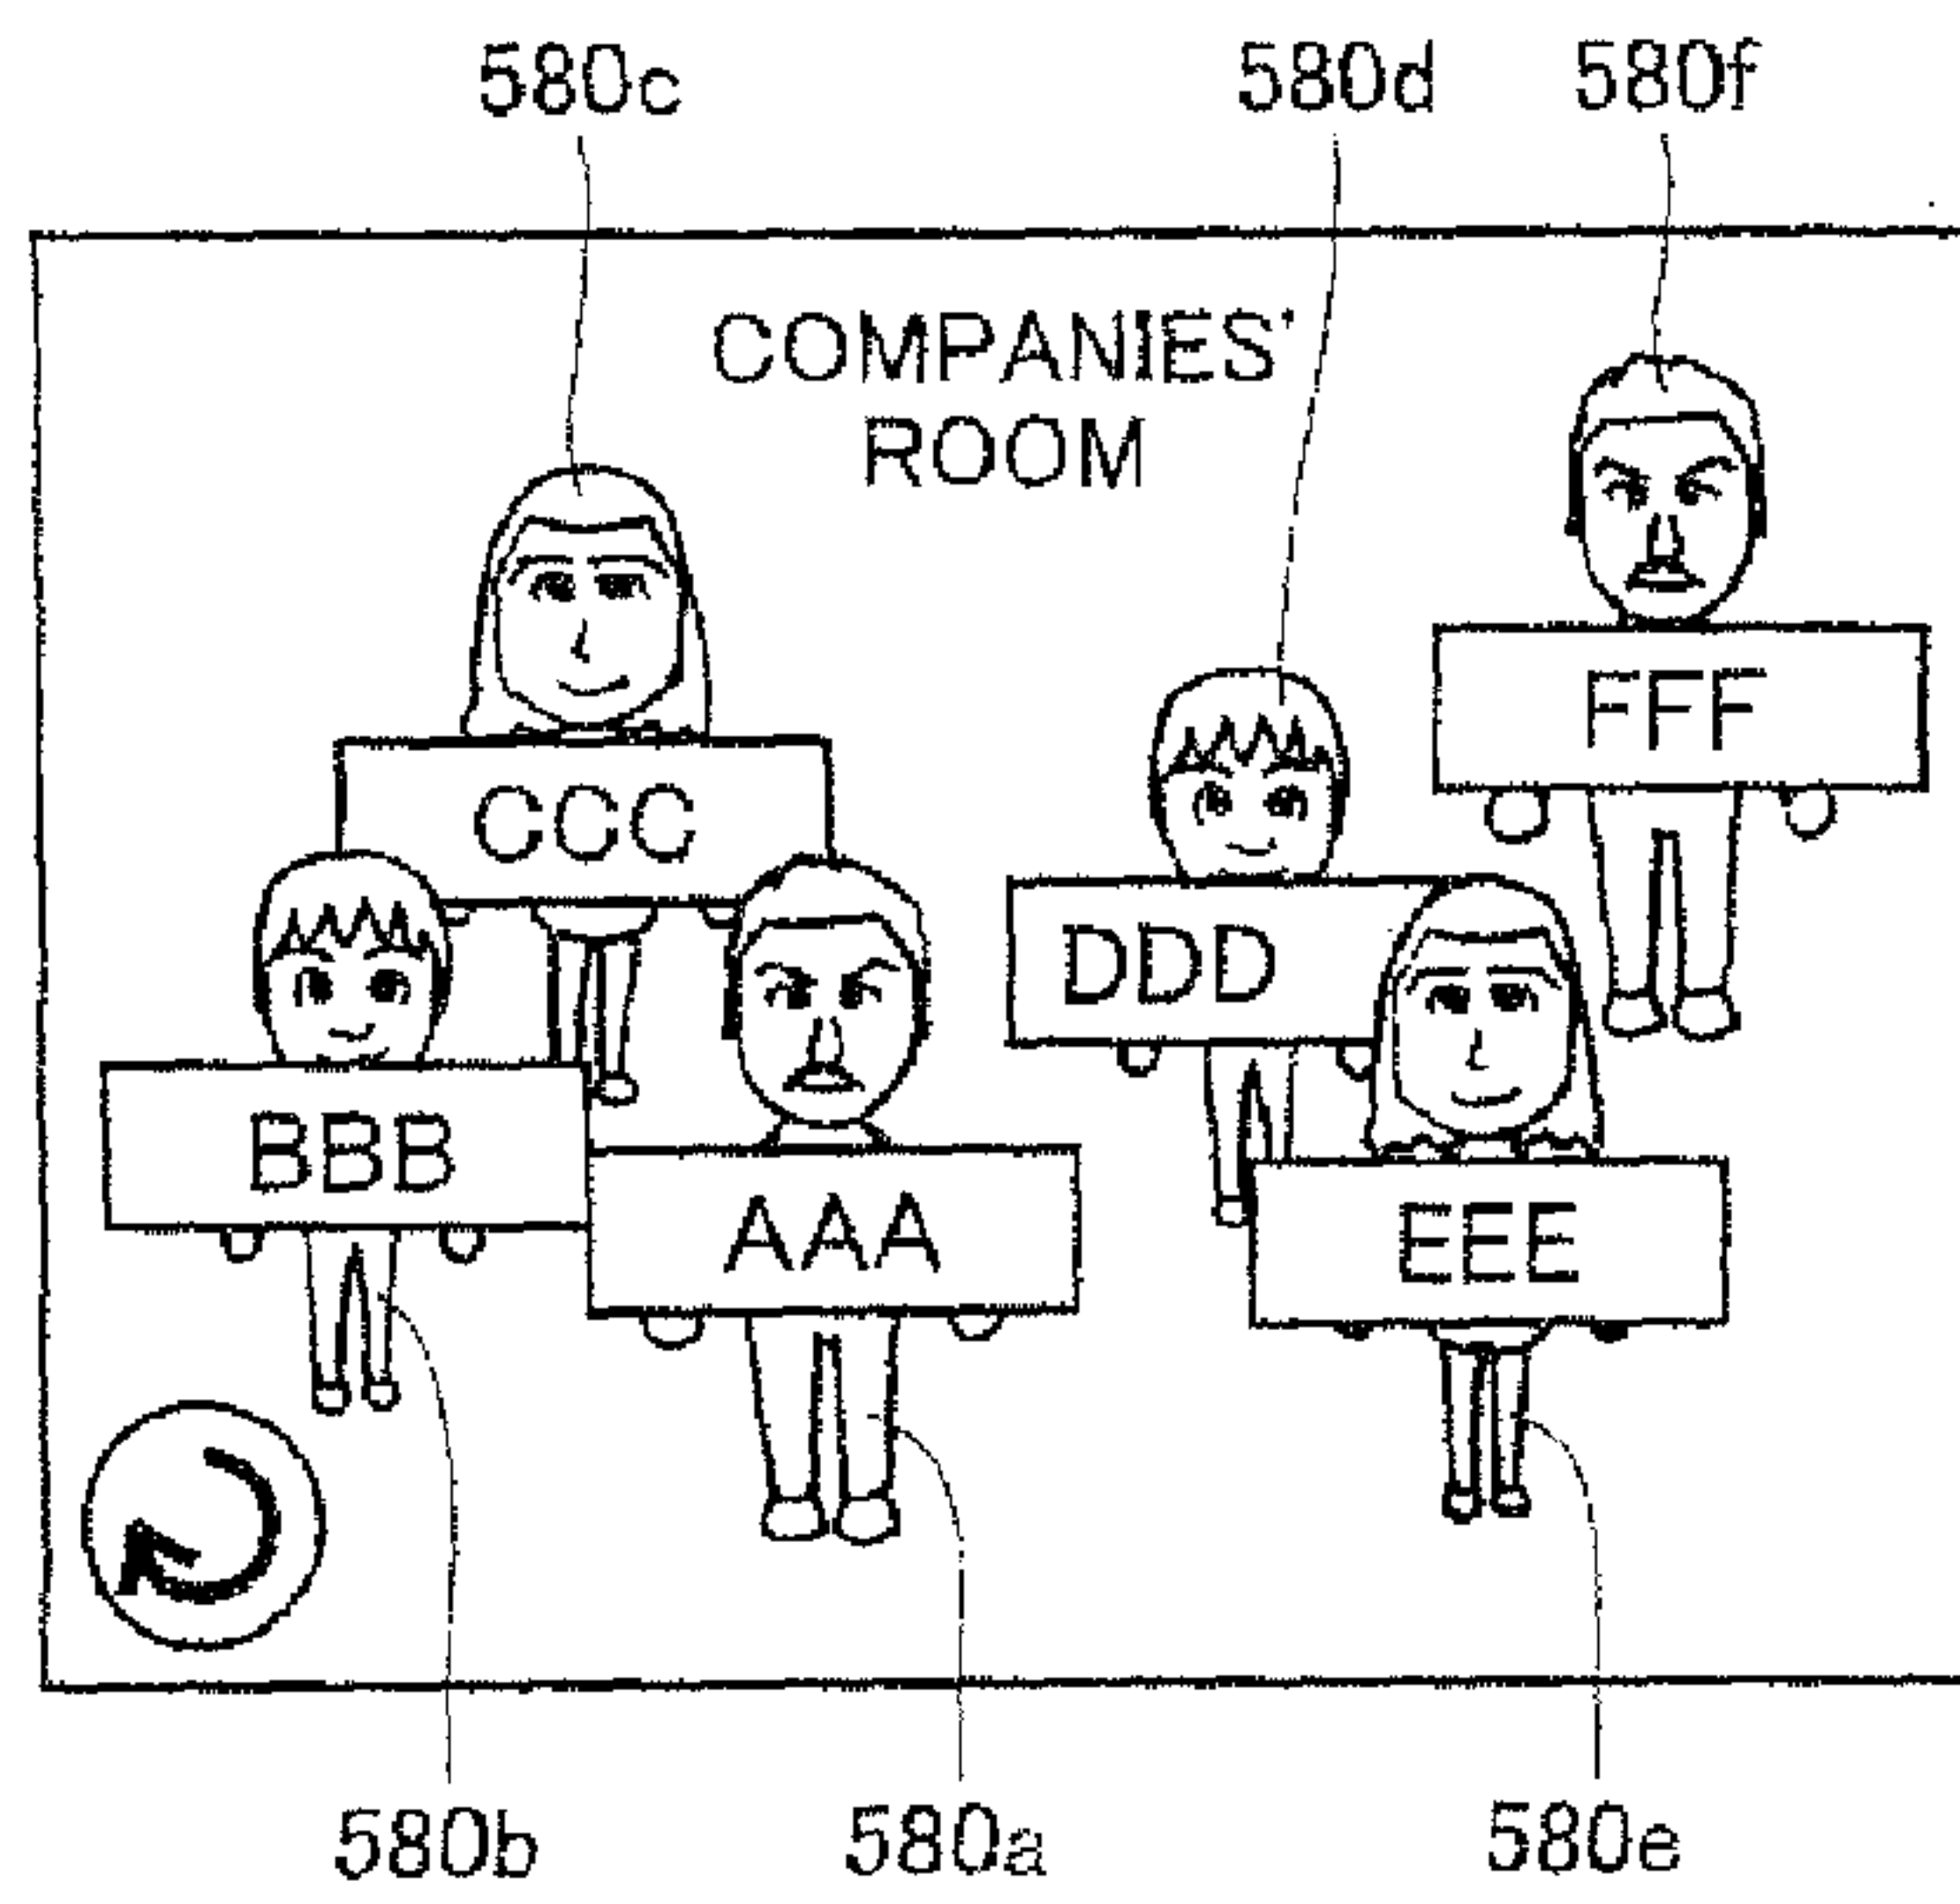 580c 580d 580f
COMPANIES'
ROOM
FFF
CCC
DDD
BBB
AAA
EEE
580b 580a 580e